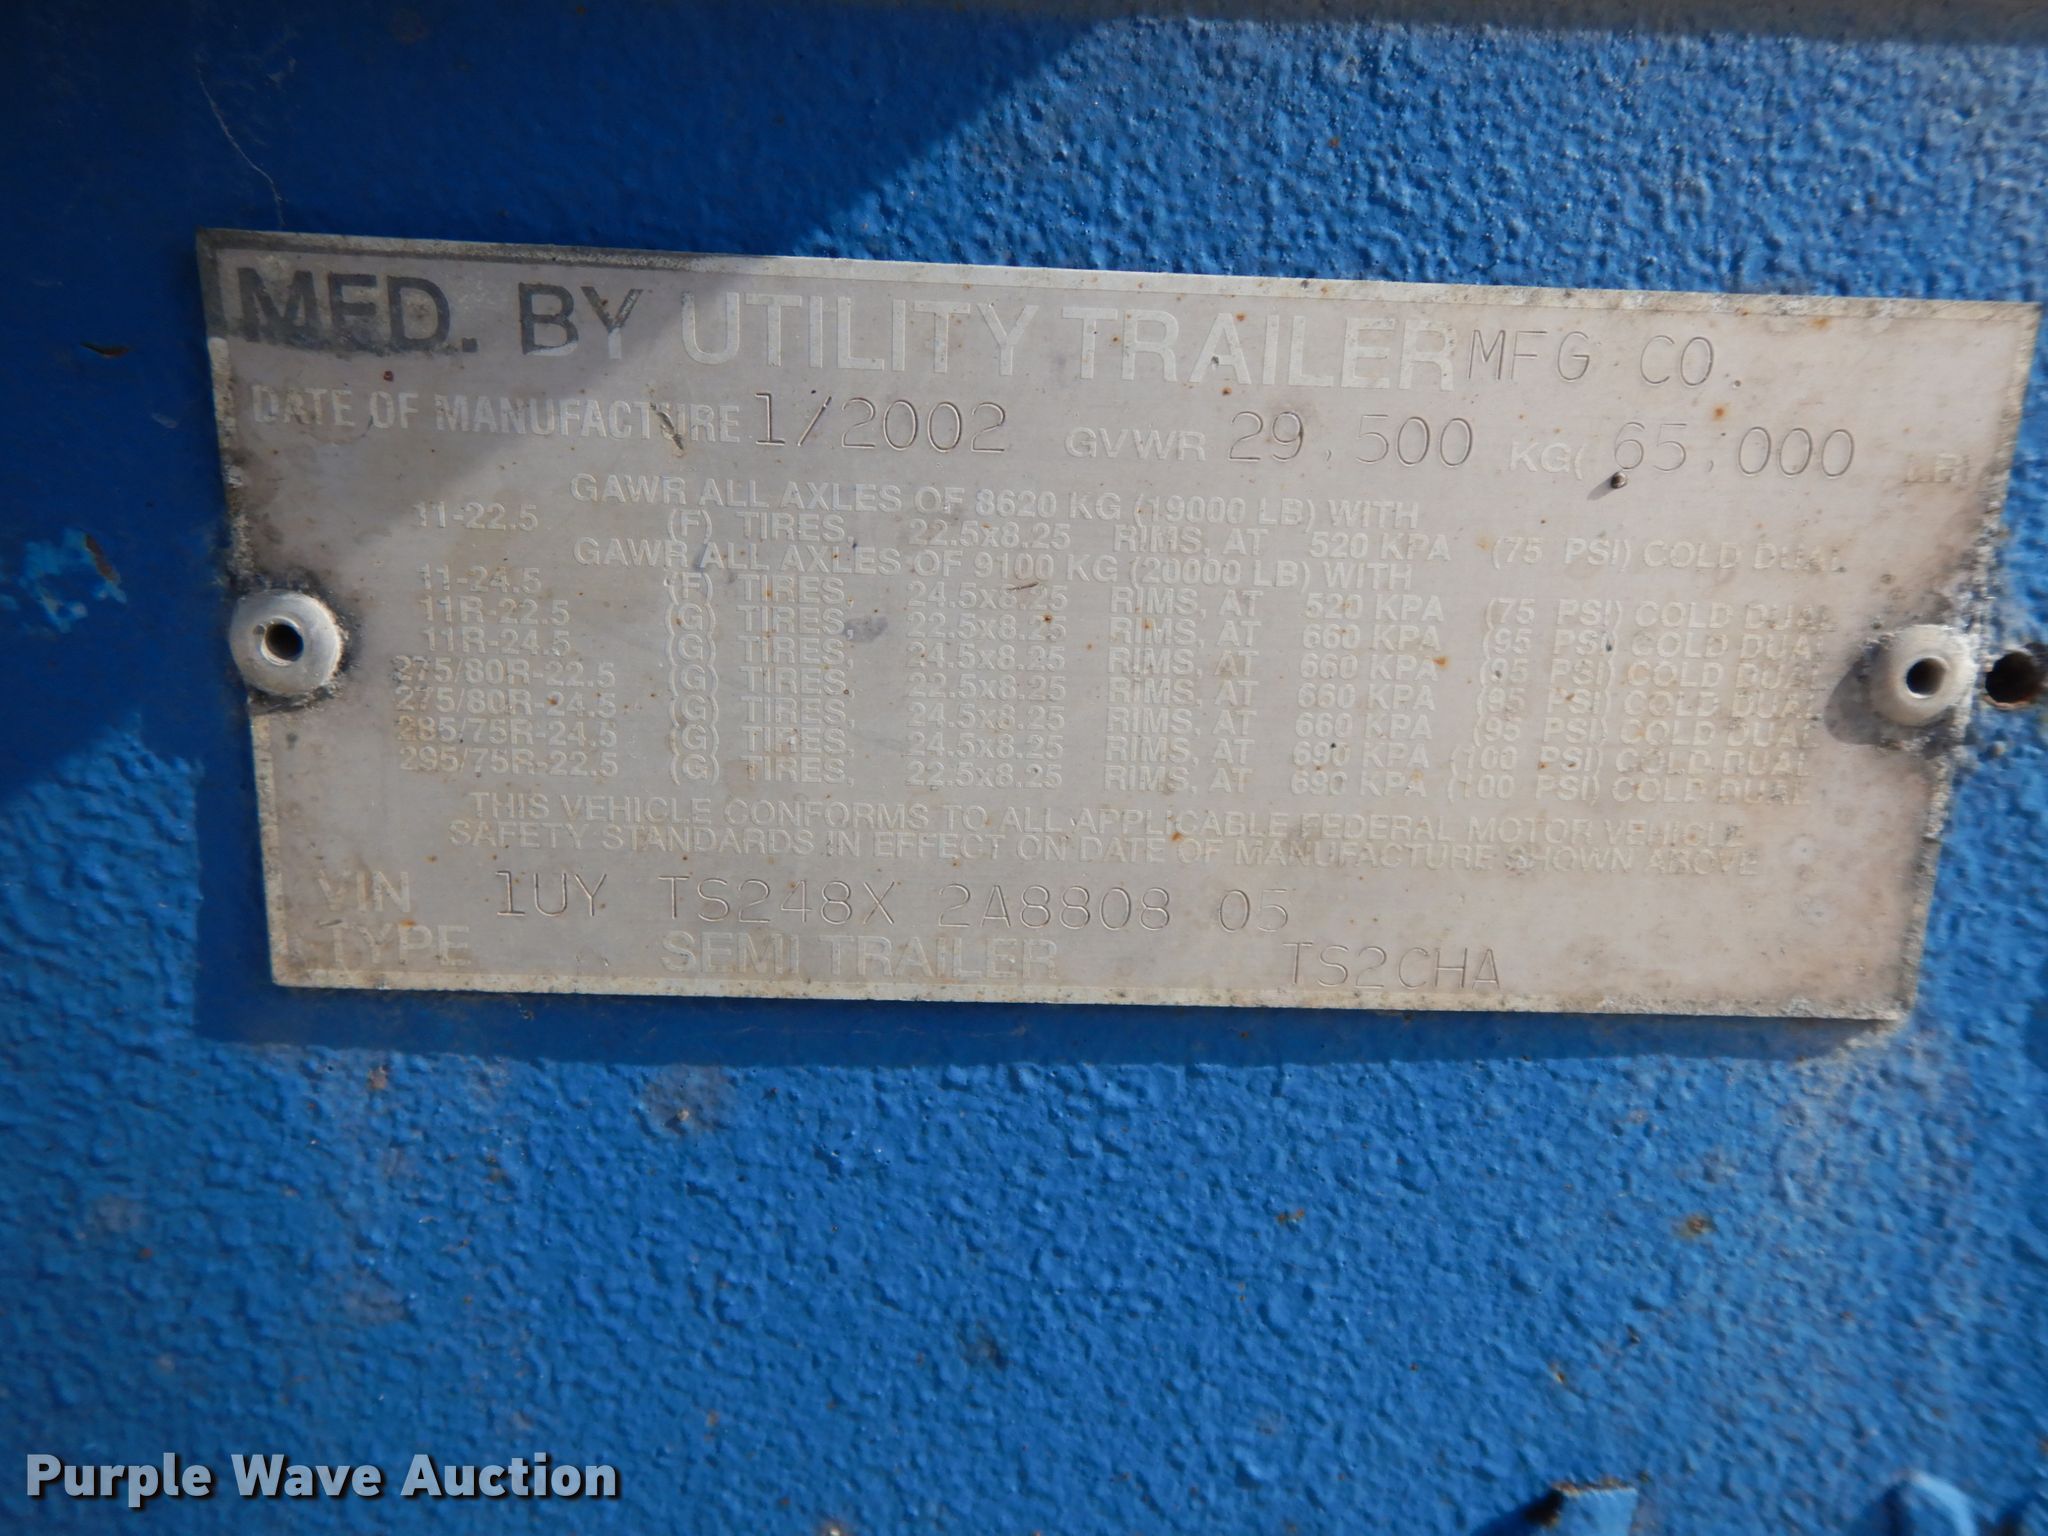 MFD. BY UTILITY TRAILER MFG CO.
DATE OF MANUFACTURE 1/2002 GVWR 29,500 KG( 65,000 LB)
GAWR ALL AXLES OF 8620 KG (19000 LB) WITH
11-22.5 (F) TIRES, 22.5x8.25 RIMS, AT 520 KPA (75 PSI) COLD DUAL
GAWR ALL AXLES OF 9100 KG (20000 LB) WITH
11-24.5 (F) TIRES, 24.5x8.25 RIMS, AT 520 KPA (75 PSI) COLD DUAL
11R-22.5 (G) TIRES, 22.5x8.25 RIMS, AT 660 KPA (95 PSI) COLD DUAL
11R-24.5 (G) TIRES, 24.5x8.25 RIMS, AT 660 KPA (95 PSI) COLD DUAL
275/80R-22.5 (G) TIRES, 22.5x8.25 RIMS, AT 660 KPA (95 PSI) COLD DUAL
275/80R-24.5 (G) TIRES, 24.5x8.25 RIMS, AT 660 KPA (95 PSI) COLD DUAL
285/75R-24.5 (G) TIRES, 24.5x8.25 RIMS, AT 690 KPA (100 PSI) COLD DUAL
295/75R-22.5 (G) TIRES, 22.5x8.25 RIMS, AT 690 KPA (100 PSI) COLD DUAL
THIS VEHICLE CONFORMS TO ALL APPLICABLE FEDERAL MOTOR VEHICLE
SAFETY STANDARDS IN EFFECT ON DATE OF MANUFACTURE SHOWN ABOVE
VIN 1UY TS248X 2A8808 05
TYPE SEMI TRAILER TS2CHA
Purple Wave Auction